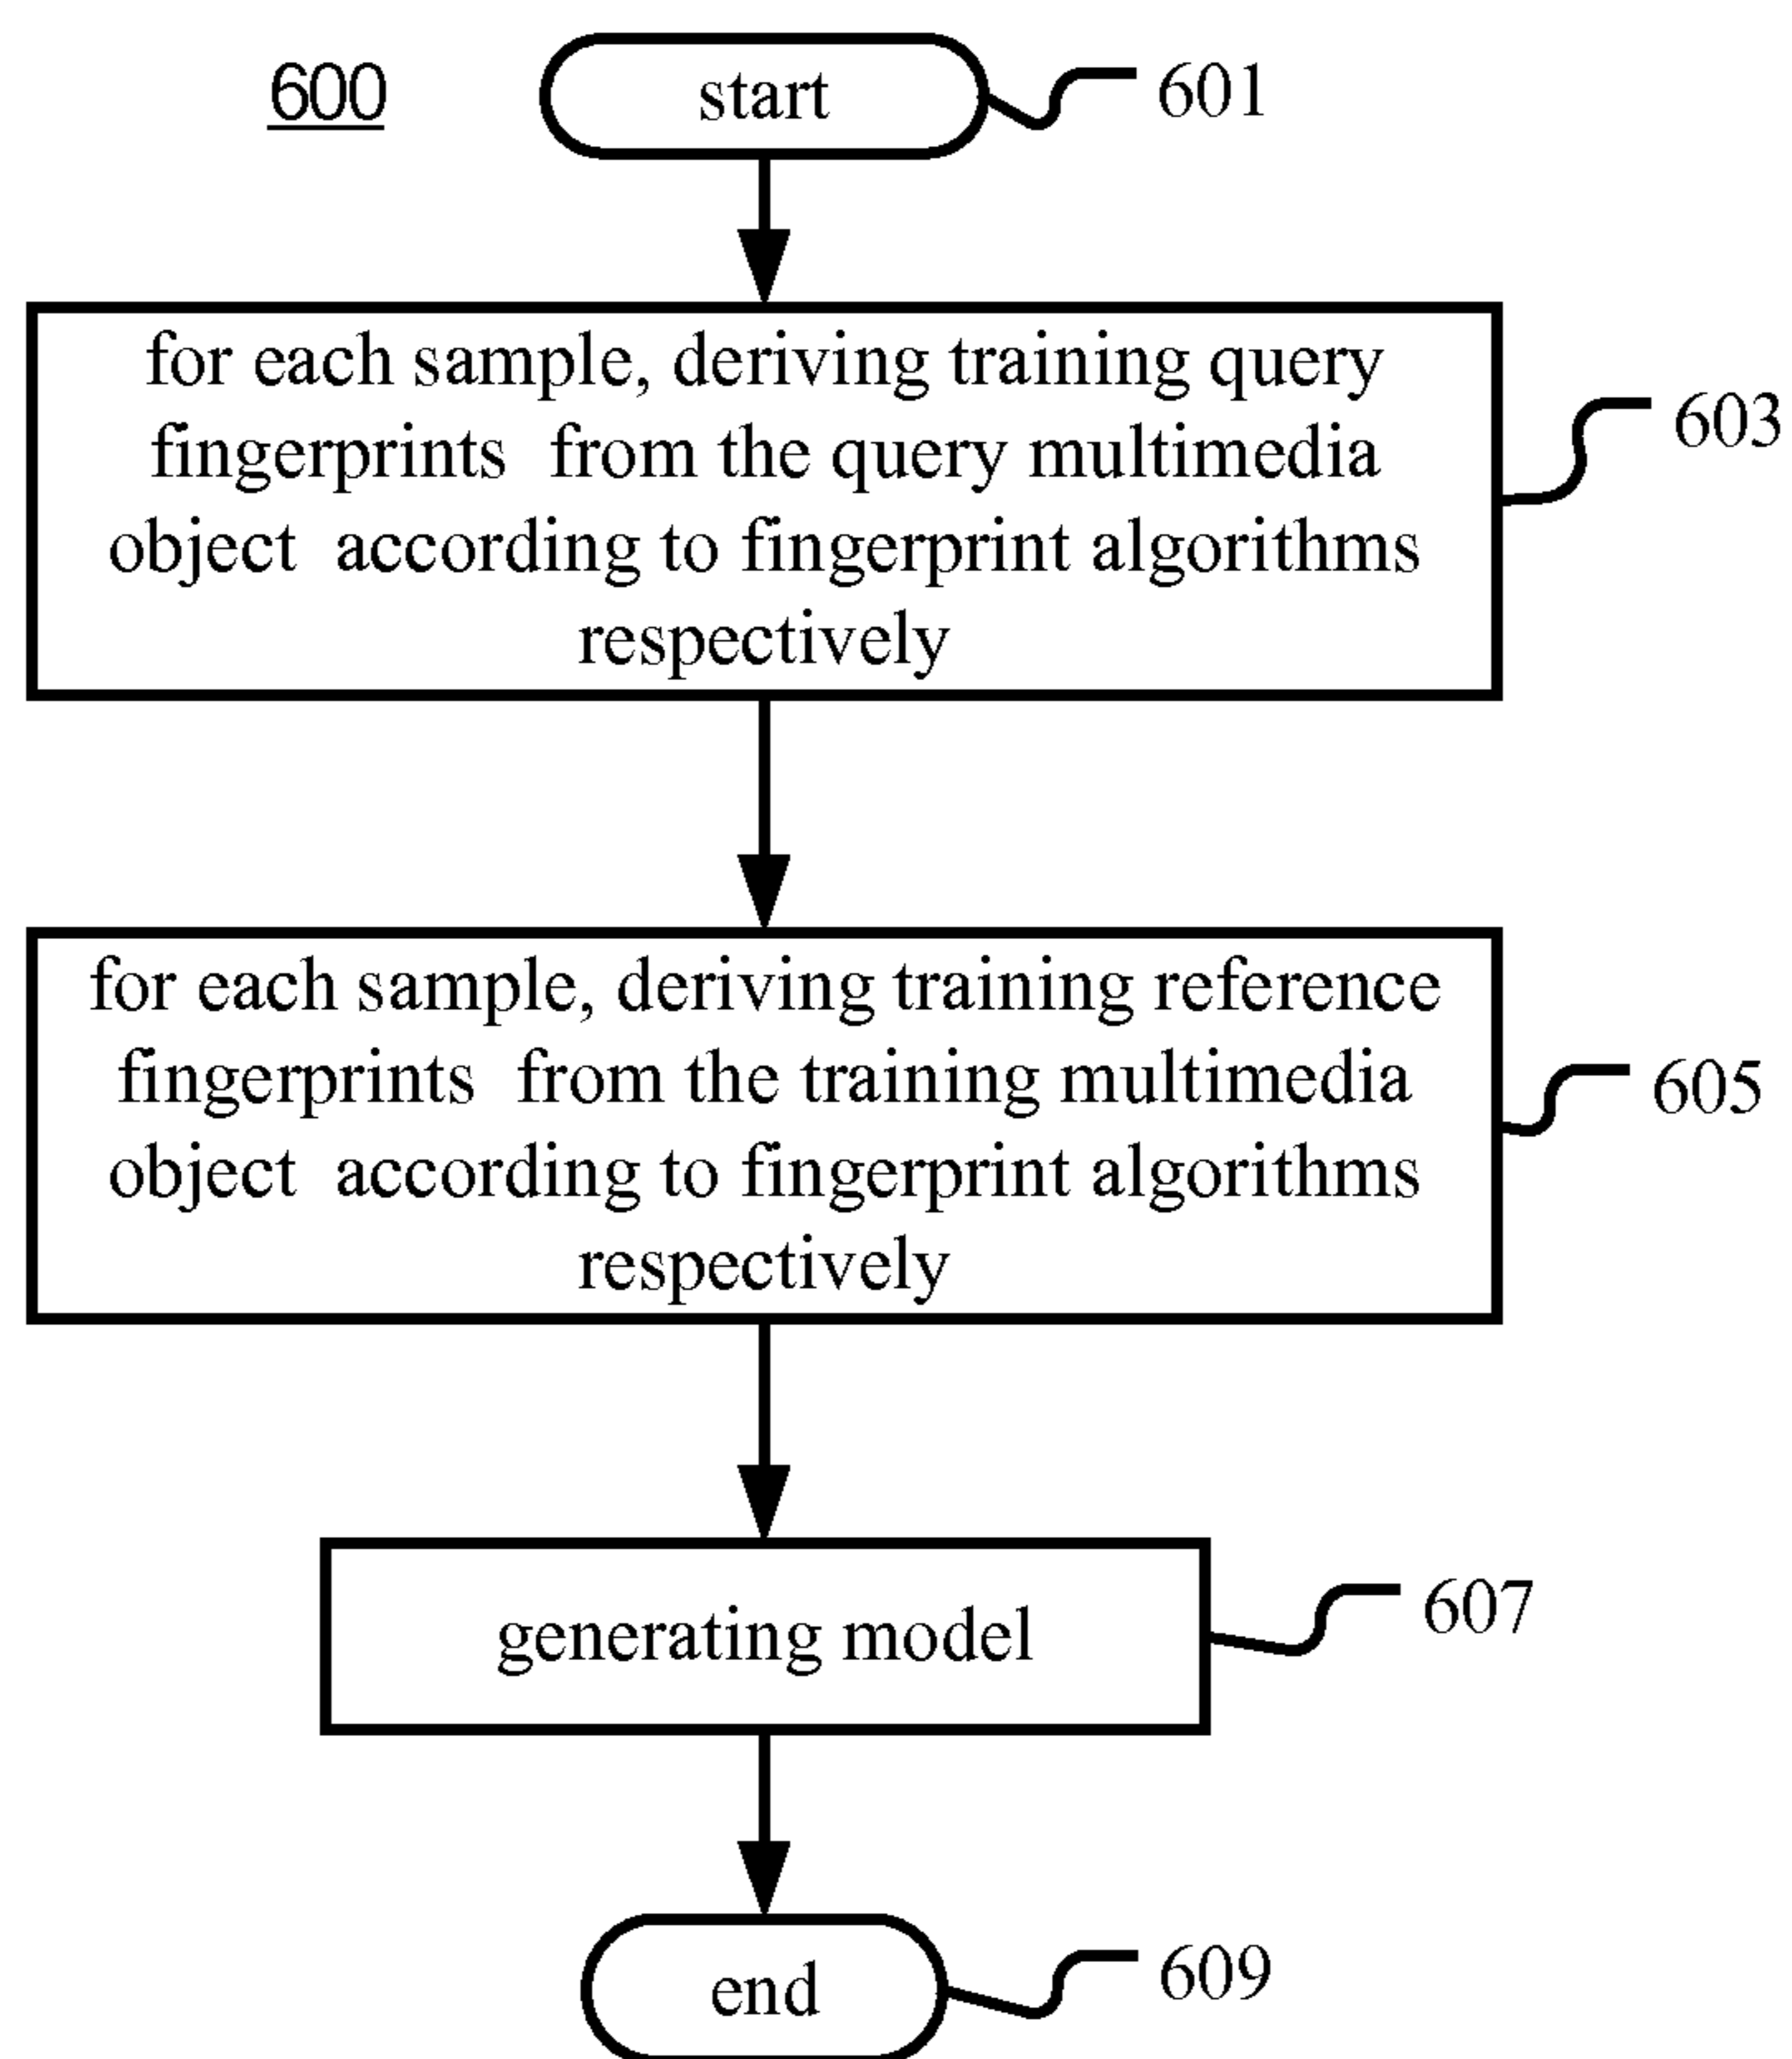 600
start
601
for each sample, deriving training query
fingerprints from the query multimedia
object according to fingerprint algorithms
respectively
603
for each sample, deriving training reference
fingerprints from the training multimedia
object according to fingerprint algorithms
respectively
605
generating model
607
end
609